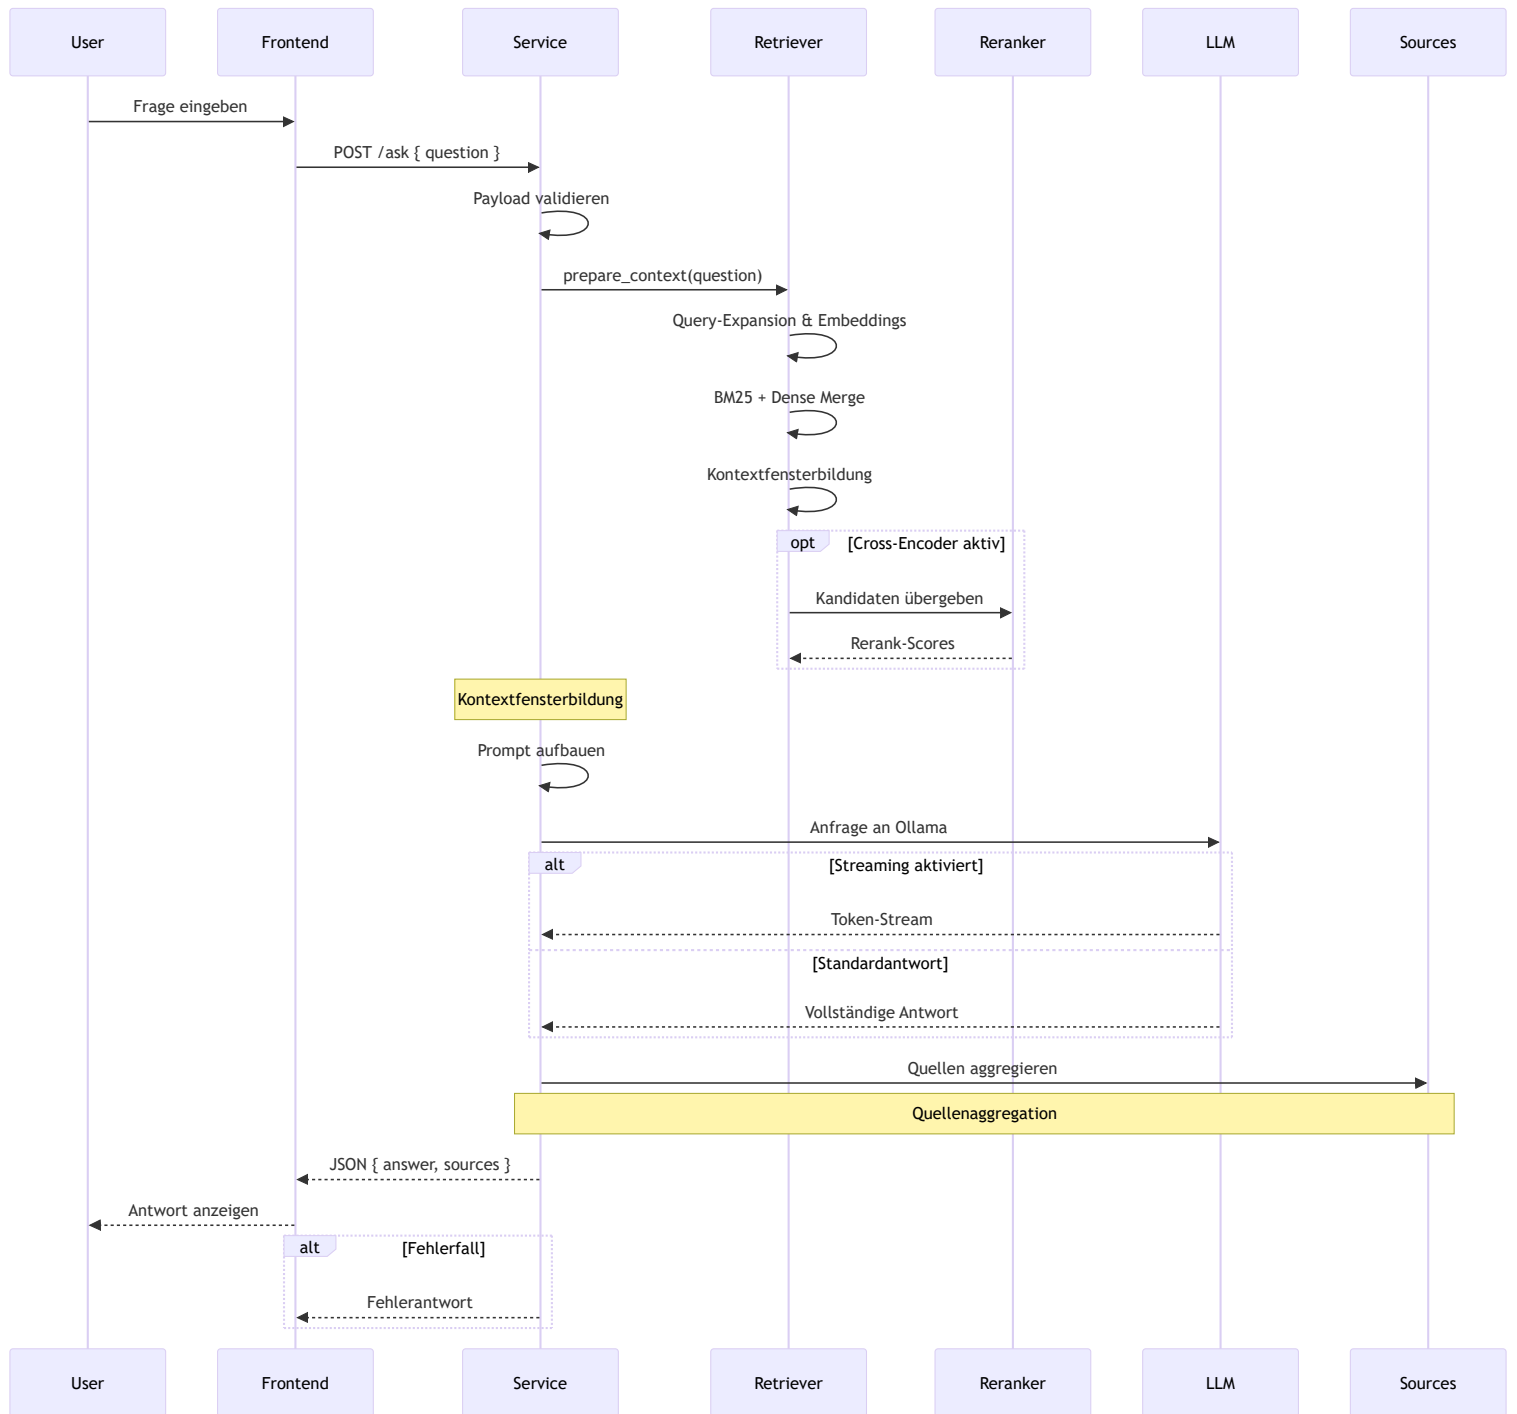 User
Frontend
Service
Retriever
Reranker
LLM
Sources
Frage eingeben
POST /ask { question }
Payload validieren
prepare_context(question)
Query-Expansion & Embeddings
BM25 + Dense Merge
Kontextfensterbildung
opt
[Cross-Encoder aktiv]
Kandidaten übergeben
Rerank-Scores
Kontextfensterbildung
Prompt aufbauen
Anfrage an Ollama
alt
[Streaming aktiviert]
Token-Stream
[Standardantwort]
Vollständige Antwort
Quellen aggregieren
Quellenaggregation
JSON { answer, sources }
Antwort anzeigen
alt
[Fehlerfall]
Fehlerantwort
User
Frontend
Service
Retriever
Reranker
LLM
Sources